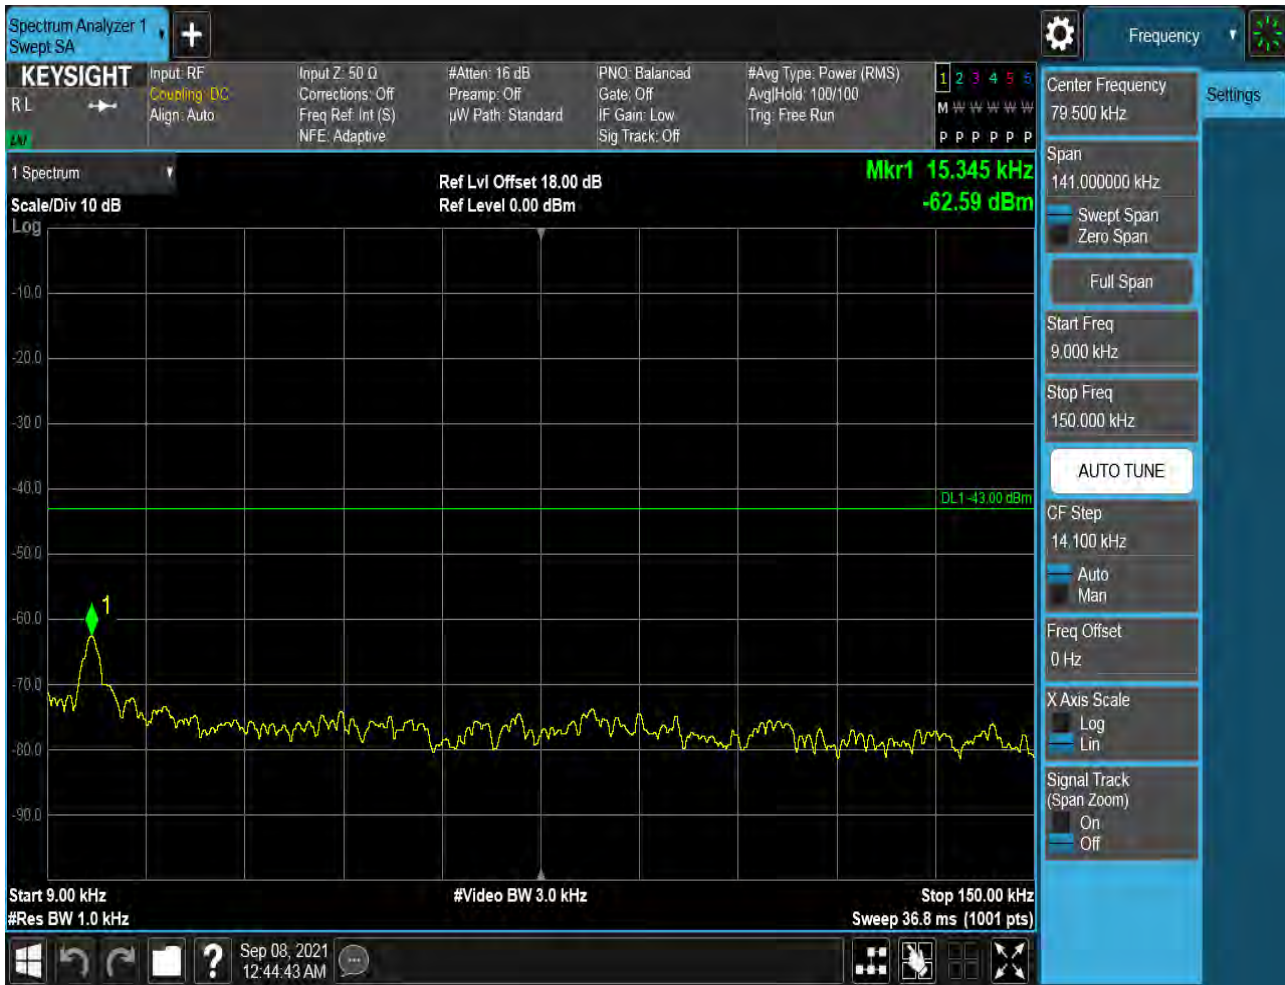 Spectrum Analyzer 1
Swept SA
Frequency
KEYSIGHT
R L
LXI
Input: RF
Coupling: DC
Align: Auto
Input Z: 50 Ω
Corrections: Off
Freq Ref: Int (S)
NFE: Adaptive
#Atten: 16 dB
Preamp: Off
µW Path: Standard
PNO: Balanced
Gate: Off
IF Gain: Low
Sig Track: Off
#Avg Type: Power (RMS)
Avg|Hold: 100/100
Trig: Free Run
1 2 3 4 5 6
M W W W W W
P P P P P P
1 Spectrum
Scale/Div 10 dB
Log
Ref Lvl Offset 18.00 dB
Ref Level 0.00 dBm
Mkr1 15.345 kHz
-62.59 dBm
-10.0
-20.0
-30.0
-40.0
DL1 -43.00 dBm
-50.0
1
-60.0
-70.0
-80.0
-90.0
Start 9.00 kHz
#Video BW 3.0 kHz
Stop 150.00 kHz
#Res BW 1.0 kHz
Sweep 36.8 ms (1001 pts)
Center Frequency
79.500 kHz
Settings
Span
141.000000 kHz
Swept Span
Zero Span
Full Span
Start Freq
9.000 kHz
Stop Freq
150.000 kHz
AUTO TUNE
CF Step
14.100 kHz
Auto
Man
Freq Offset
0 Hz
X Axis Scale
Log
Lin
Signal Track
(Span Zoom)
On
Off
?
Sep 08, 2021
12:44:43 AM